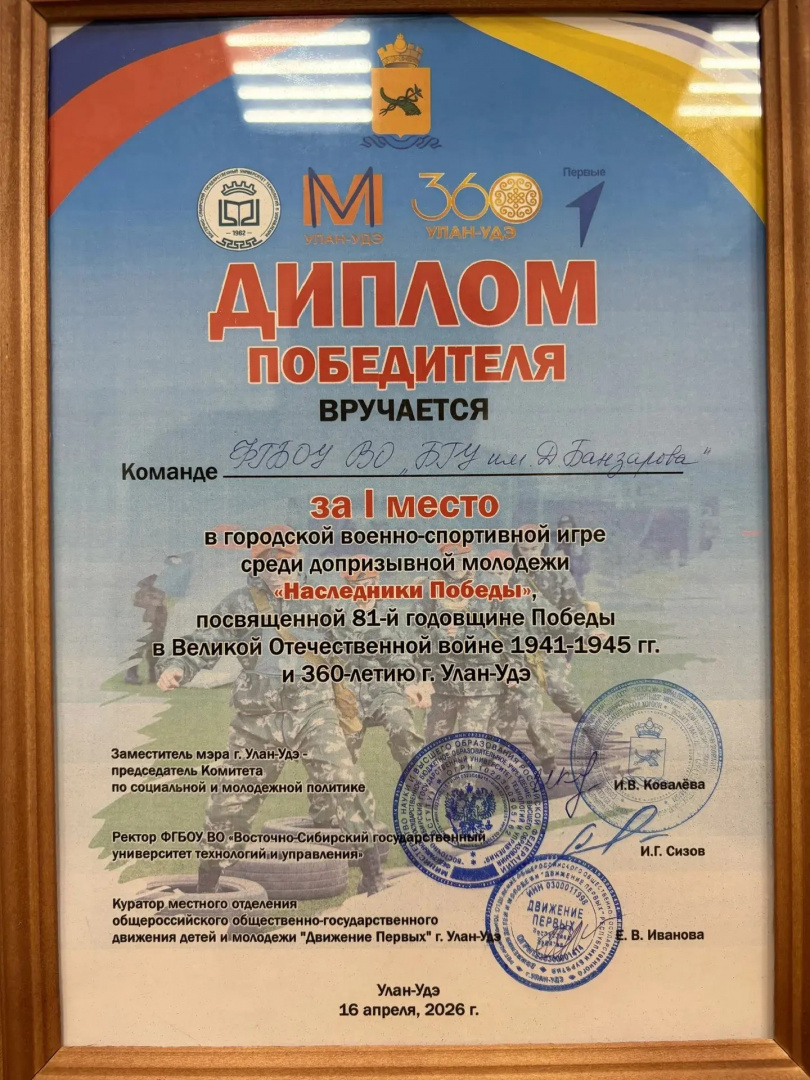 1962
М
УЛАН-УДЭ
360
УЛАН-УДЭ
Первые
ДИПЛОМ
ПОБЕДИТЕЛЯ
ВРУЧАЕТСЯ
Команде ФГБОУ ВО „БГУ им. Д Банзарова"
за I место
в городской военно-спортивной игре
среди допризывной молодежи
«Наследники Победы»,
посвященной 81-й годовщине Победы
в Великой Отечественной войне 1941-1945 гг.
и 360-летию г. Улан-Удэ
Заместитель мэра г. Улан-Удэ -
председатель Комитета
по социальной и молодежной политике
И.В. Ковалёва
Ректор ФГБОУ ВО «Восточно-Сибирский государственный
университет технологий и управления»
И.Г. Сизов
Куратор местного отделения
общероссийского общественно-государственного
движения детей и молодежи "Движение Первых" г. Улан-Удэ
Е. В. Иванова
ДВИЖЕНИЕ
ПЕРВЫХ
Улан-Удэ
16 апреля, 2026 г.